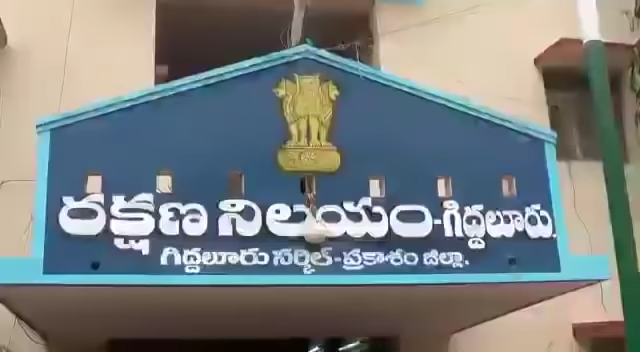 రక్షణ నిలయం-గిద్దలూరు.
గిద్దలూరు సర్కిల్-ప్రకాశం జిల్లా.